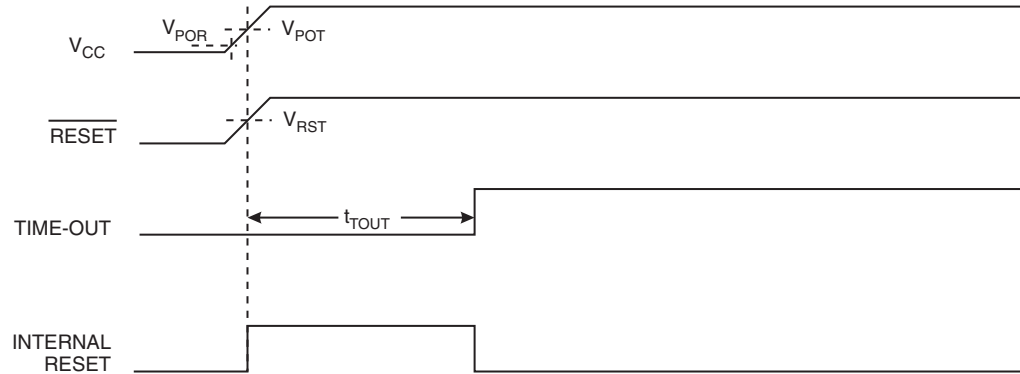 V_POR
V_POT
V_CC
RESET
V_RST
TIME-OUT
t_TOUT
INTERNAL
RESET